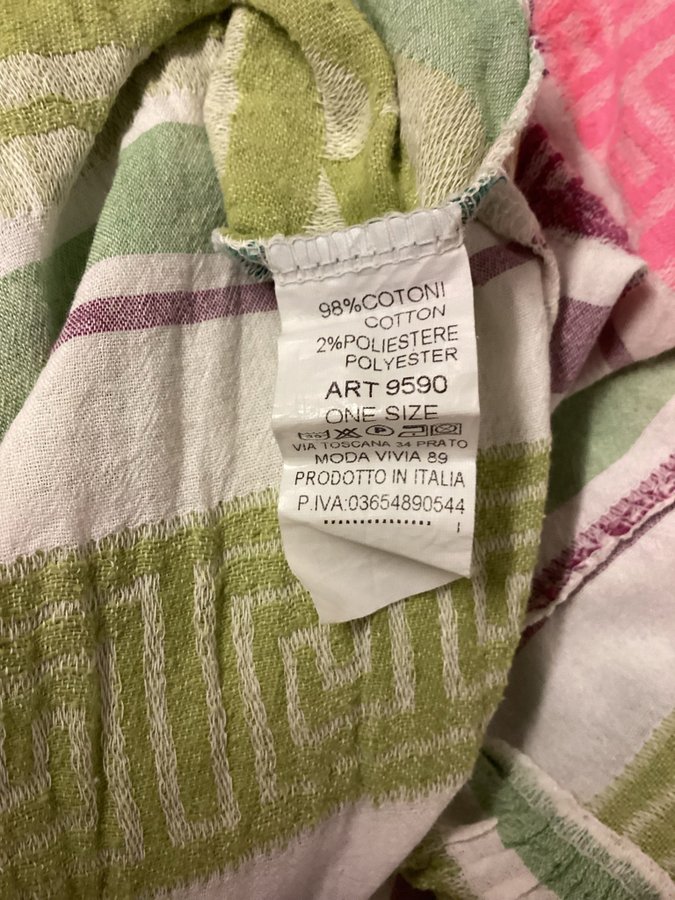 98%COTONI
COTTON
2%POLIESTERE
POLYESTER
ART 9590
ONE SIZE
VIA TOSCANA 34 PRATO
MODA VIVIA 89
PRODOTTO IN ITALIA
P.IVA:03654890544